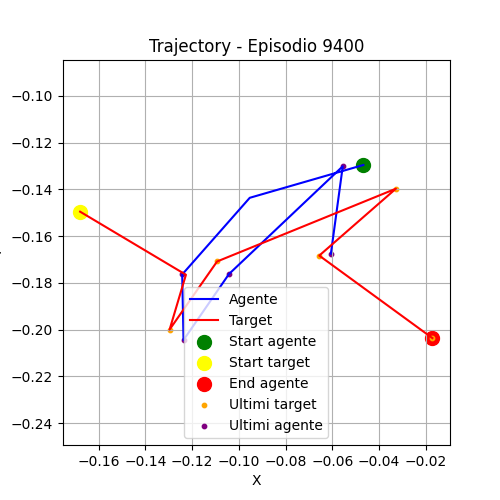 Trajectory - Episodio 9400
−0.10
−0.12
−0.14
−0.16
−0.18
−0.20
−0.22
−0.24
Agente
Target
Start agente
Start target
End agente
Ultimi target
Ultimi agente
−0.16 −0.14 −0.12 −0.10 −0.08 −0.06 −0.04 −0.02
X